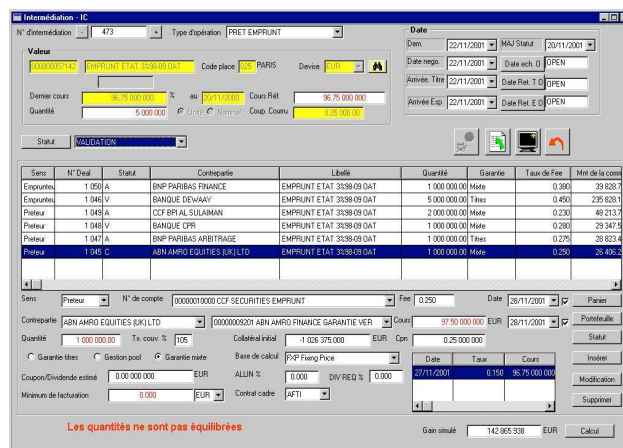 Intermédiation - IC
N° d'intermédiation - 473 + Type d'opération PRET EMPRUNT
Date
Dem. 22/11/2001 MAJ Statut 20/11/2001
Date nego. 22/11/2001 Date ech. O OPEN
Arrivée. Titre 22/11/2001 Date Ret. T O OPEN
Arrivée Esp 22/11/2001 Date Ret. E O OPEN
Valeur
000000057142 EMPRUNT ETAT 3%98-09 OAT Code place 025 PARIS Devise EUR
Dernier cours 96.75 000 000 % au 20/11/2000 Cours Réf. 96.75 000 000
Quantité 5 000 000 Unité Nominal Coup. Courru 0.25 000 00
Statut VALIDATION
Sens N° Deal Statut Contrepartie Libellé Quantité Garantie Taux de Fee Mnt de la comm
Emprunteu 1 050 A BNP PARIBAS FINANCE EMPRUNT ETAT 3%98-09 OAT 1 000 000.00 Mixte 0.380 39 828.7
Emprunteu 1 046 V BANQUE DEWAAY EMPRUNT ETAT 3%98-09 OAT 5 000 000.00 Titres 0.450 235 828.1
Preteur 1 049 A CCF BPI AL SULAIMAN EMPRUNT ETAT 3%98-09 OAT 2 000 000.00 Mixte 0.230 48 213.7
Preteur 1 048 V BANQUE CPR EMPRUNT ETAT 3%98-09 OAT 1 000 000.00 Mixte 0.280 29 347.5
Preteur 1 047 A BNP PARIBAS ARBITRAGE EMPRUNT ETAT 3%98-09 OAT 1 000 000.00 Titres 0.275 28 823.4
Preteur 1 045 C ABN AMRO EQUITIES (UK) LTD EMPRUNT ETAT 3%98-09 OAT 1 000 000.00 Mixte 0.250 26 406.2
Sens Preteur N° de compte 00000010000 CCF SECURITIES EMPRUNT Fee 0.250 Date 28/11/2001 Panier
Contrepartie ABN AMRO EQUITIES (UK) LTD 00000009201 ABN AMRO FINANCE GARANTIE VER Cours 97.50 000 000 EUR 28/11/2001 Portefeuille
Quantité 1 000 000.00 Tx. couv. % 105 Collatéral initial -1 026 375.000 EUR Cpn 0.25 000 000 Statut
Garantie titres Gestion pool Garantie mixte Base de calcul FXP Fixing Price Date Taux Cours Insérer
Coupon/Dividende estimé 0.00 000 000 EUR ALLIN % 0.000 DIV REQ % 0.000 27/11/2001 0.150 96.75 000 000 Modification
Minimum de facturation 0.000 EUR Contrat cadre AFTI Supprimer
Les quantités ne sont pas équilibrées
Gain simulé 142 865.938 EUR Calcul